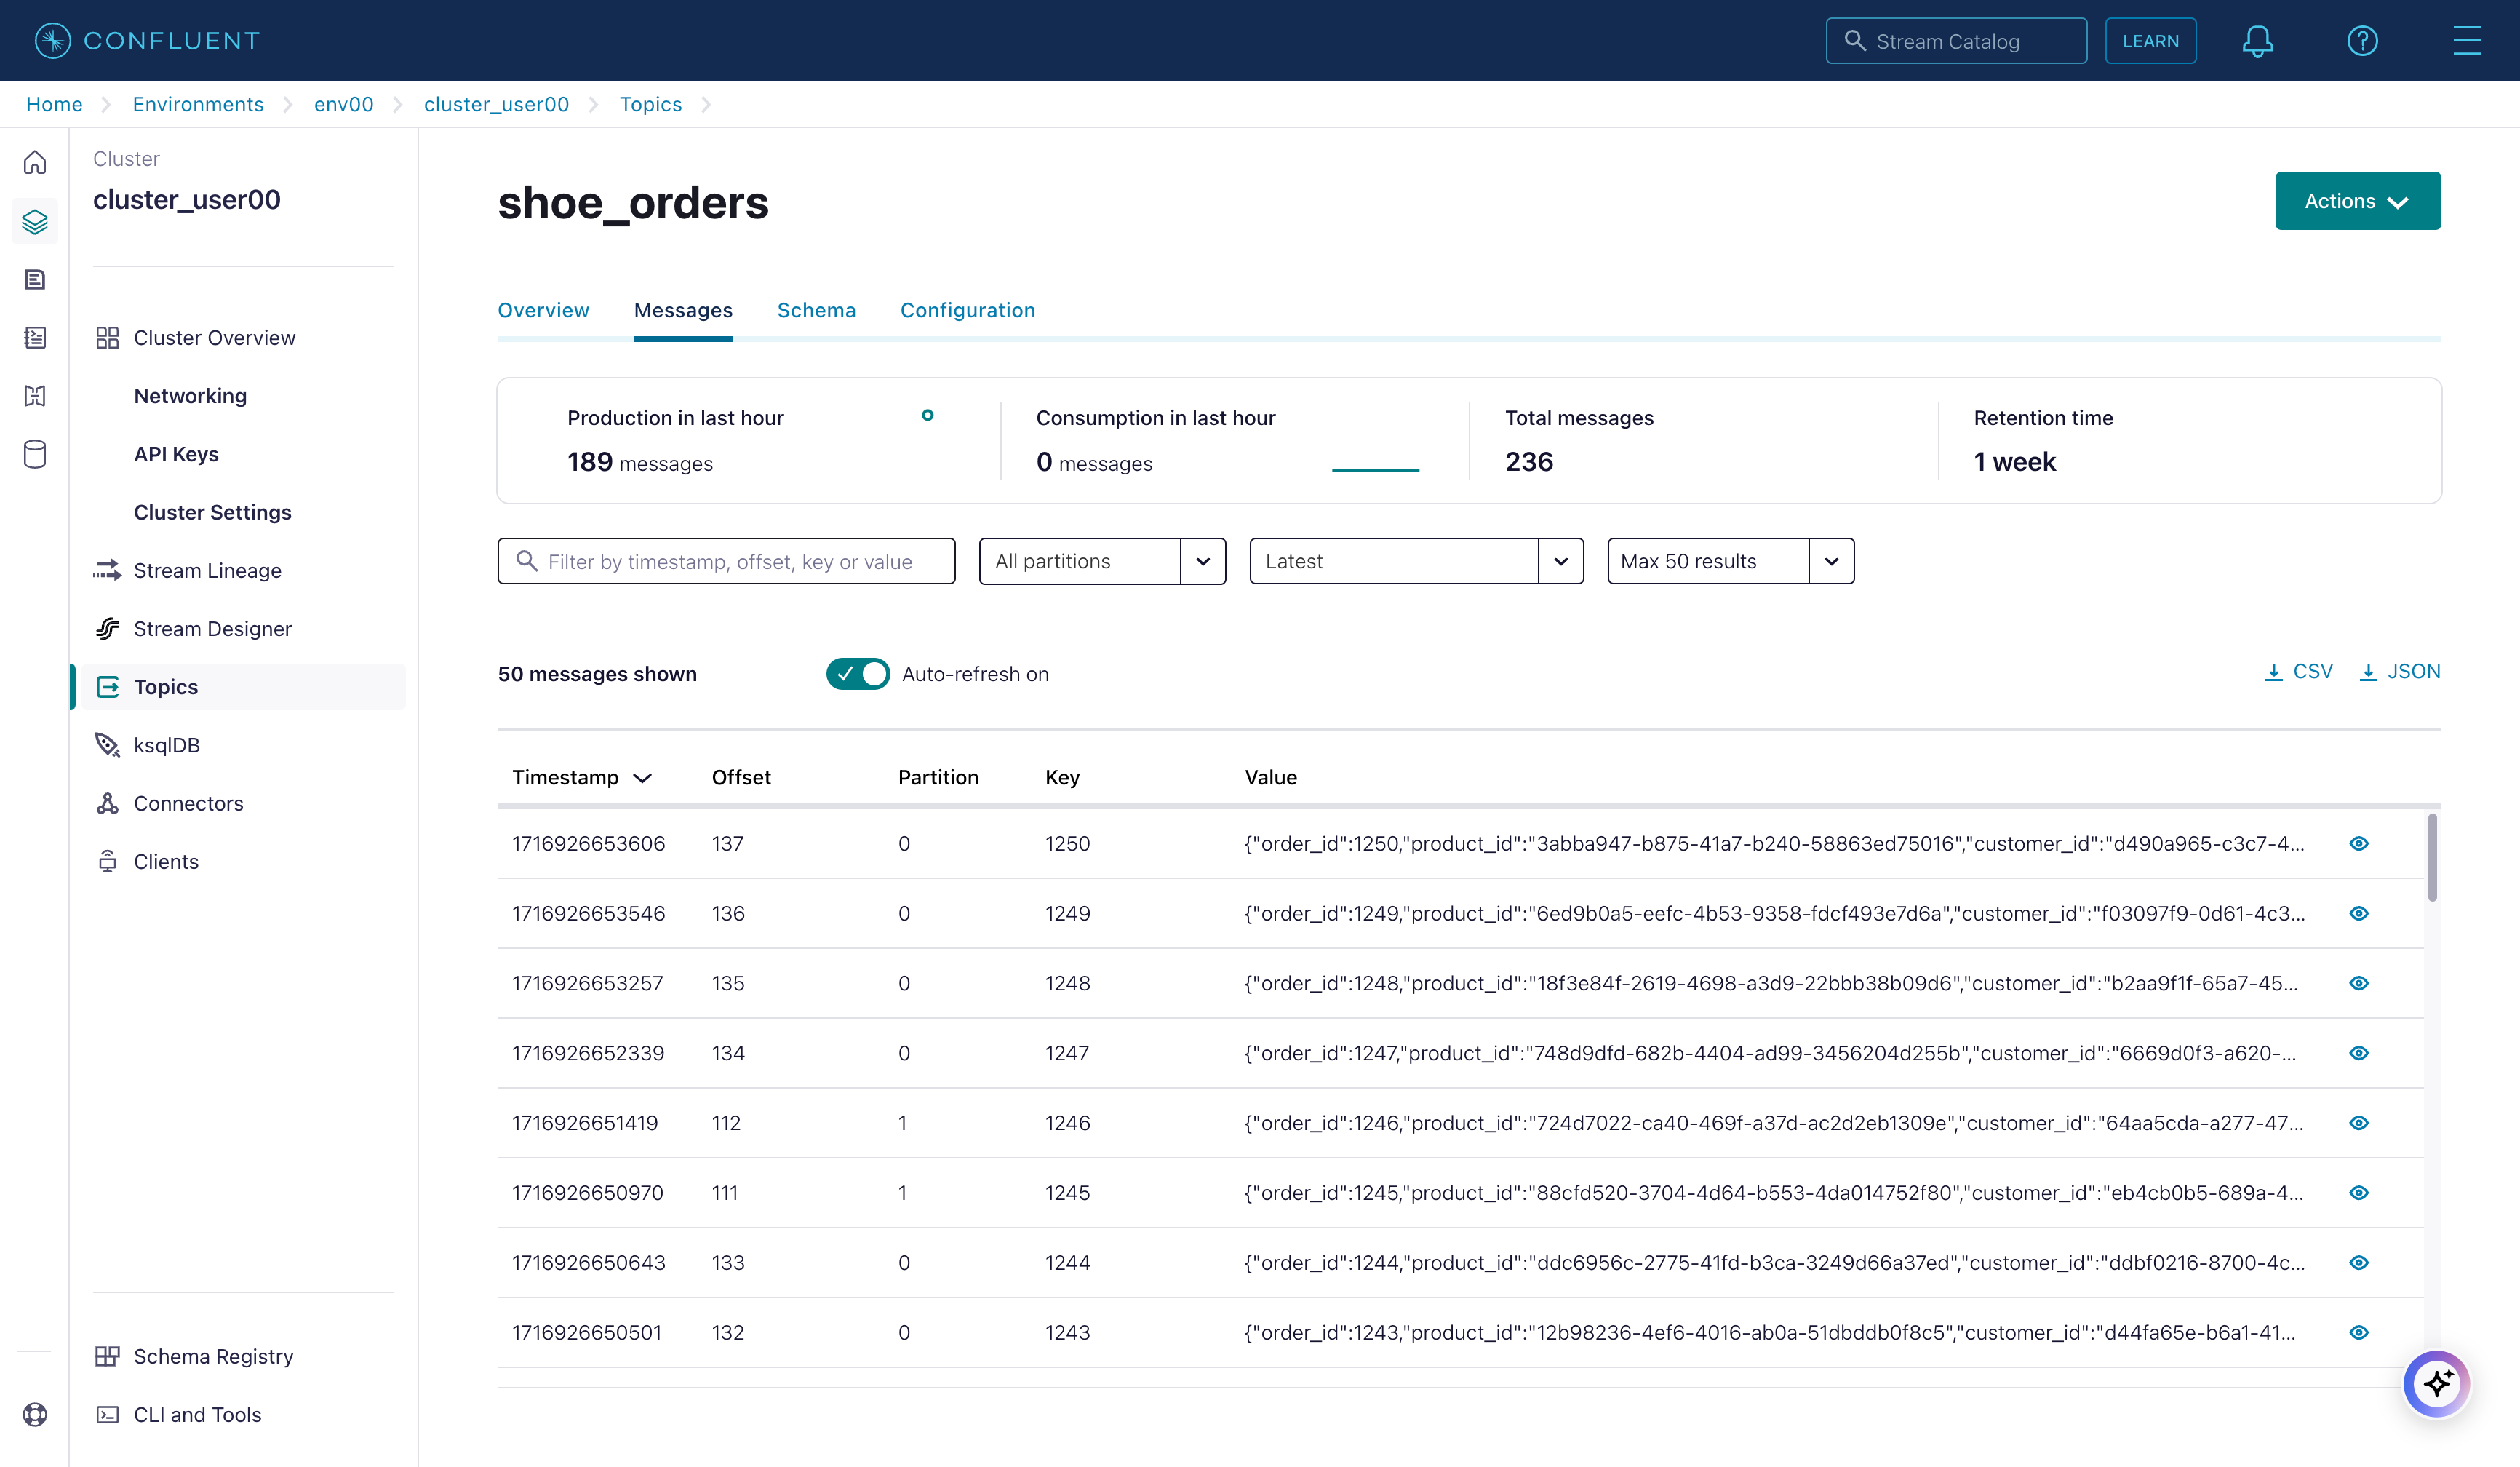 CONFLUENT
Stream Catalog
LEARN
Home
Environments
env00
cluster_user00
Topics
Cluster
cluster_user00
Cluster Overview
Networking
API Keys
Cluster Settings
Stream Lineage
Stream Designer
Topics
ksqlDB
Connectors
Clients
Schema Registry
CLI and Tools
shoe_orders
Actions
Overview
Messages
Schema
Configuration
Production in last hour
189 messages
Consumption in last hour
0 messages
Total messages
236
Retention time
1 week
Filter by timestamp, offset, key or value
All partitions
Latest
Max 50 results
50 messages shown
Auto-refresh on
CSV
JSON
Timestamp Offset Partition Key Value
1716926653606 137 0 1250 {"order_id":1250,"product_id":"3abba947-b875-41a7-b240-58863ed75016","customer_id":"d490a965-c3c7-4...
1716926653546 136 0 1249 {"order_id":1249,"product_id":"6ed9b0a5-eefc-4b53-9358-fdcf493e7d6a","customer_id":"f03097f9-0d61-4c3...
1716926653257 135 0 1248 {"order_id":1248,"product_id":"18f3e84f-2619-4698-a3d9-22bbb38b09d6","customer_id":"b2aa9f1f-65a7-45...
1716926652339 134 0 1247 {"order_id":1247,"product_id":"748d9dfd-682b-4404-ad99-3456204d255b","customer_id":"6669d0f3-a620-...
1716926651419 112 1 1246 {"order_id":1246,"product_id":"724d7022-ca40-469f-a37d-ac2d2eb1309e","customer_id":"64aa5cda-a277-47...
1716926650970 111 1 1245 {"order_id":1245,"product_id":"88cfd520-3704-4d64-b553-4da014752f80","customer_id":"eb4cb0b5-689a-4...
1716926650643 133 0 1244 {"order_id":1244,"product_id":"ddc6956c-2775-41fd-b3ca-3249d66a37ed","customer_id":"ddbf0216-8700-4c...
1716926650501 132 0 1243 {"order_id":1243,"product_id":"12b98236-4ef6-4016-ab0a-51dbddb0f8c5","customer_id":"d44fa65e-b6a1-41...